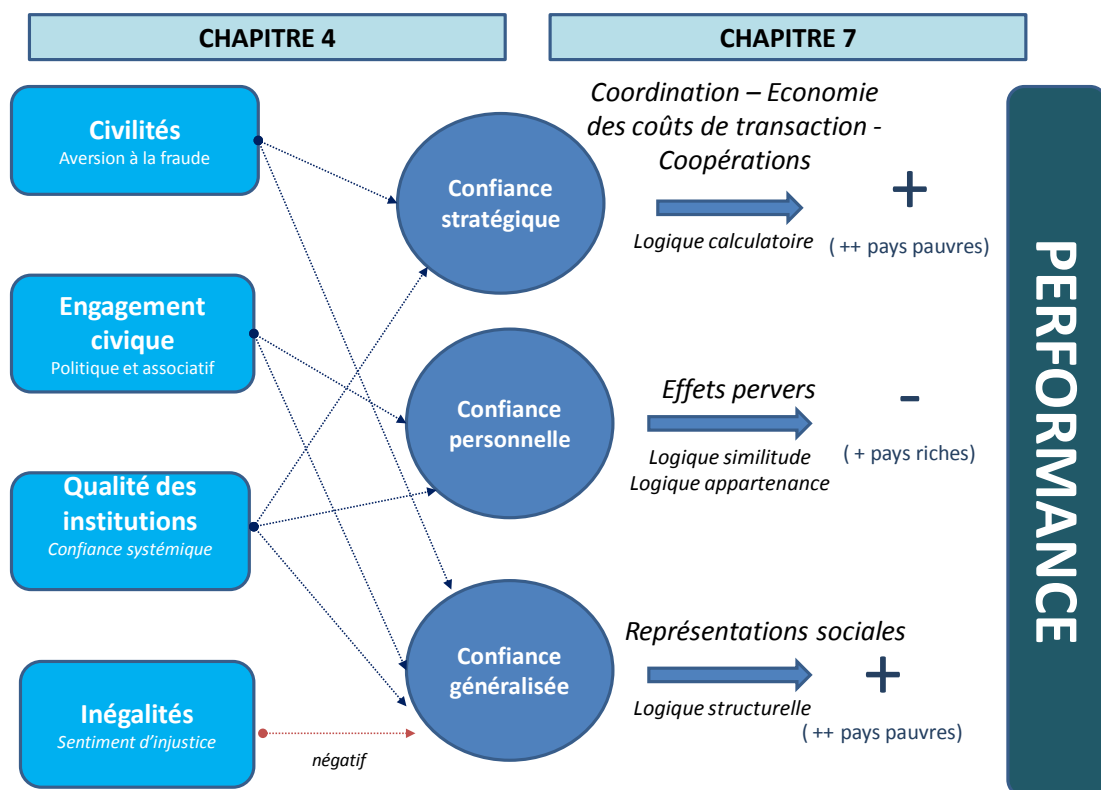 CHAPITRE 4
CHAPITRE 7
Civilités
Aversion à la fraude
Engagement
civique
Politique et associatif
Qualité des
institutions
Confiance systémique
Inégalités
Sentiment d'injustice
négatif
Confiance
stratégique
Confiance
personnelle
Confiance
généralisée
Coordination – Economie
des coûts de transaction -
Coopérations
Logique calculatoire
+
( ++ pays pauvres)
Effets pervers
Logique similitude
Logique appartenance
-
( + pays riches)
Représentations sociales
Logique structurelle
+
( ++ pays pauvres)
PERFORMANCE